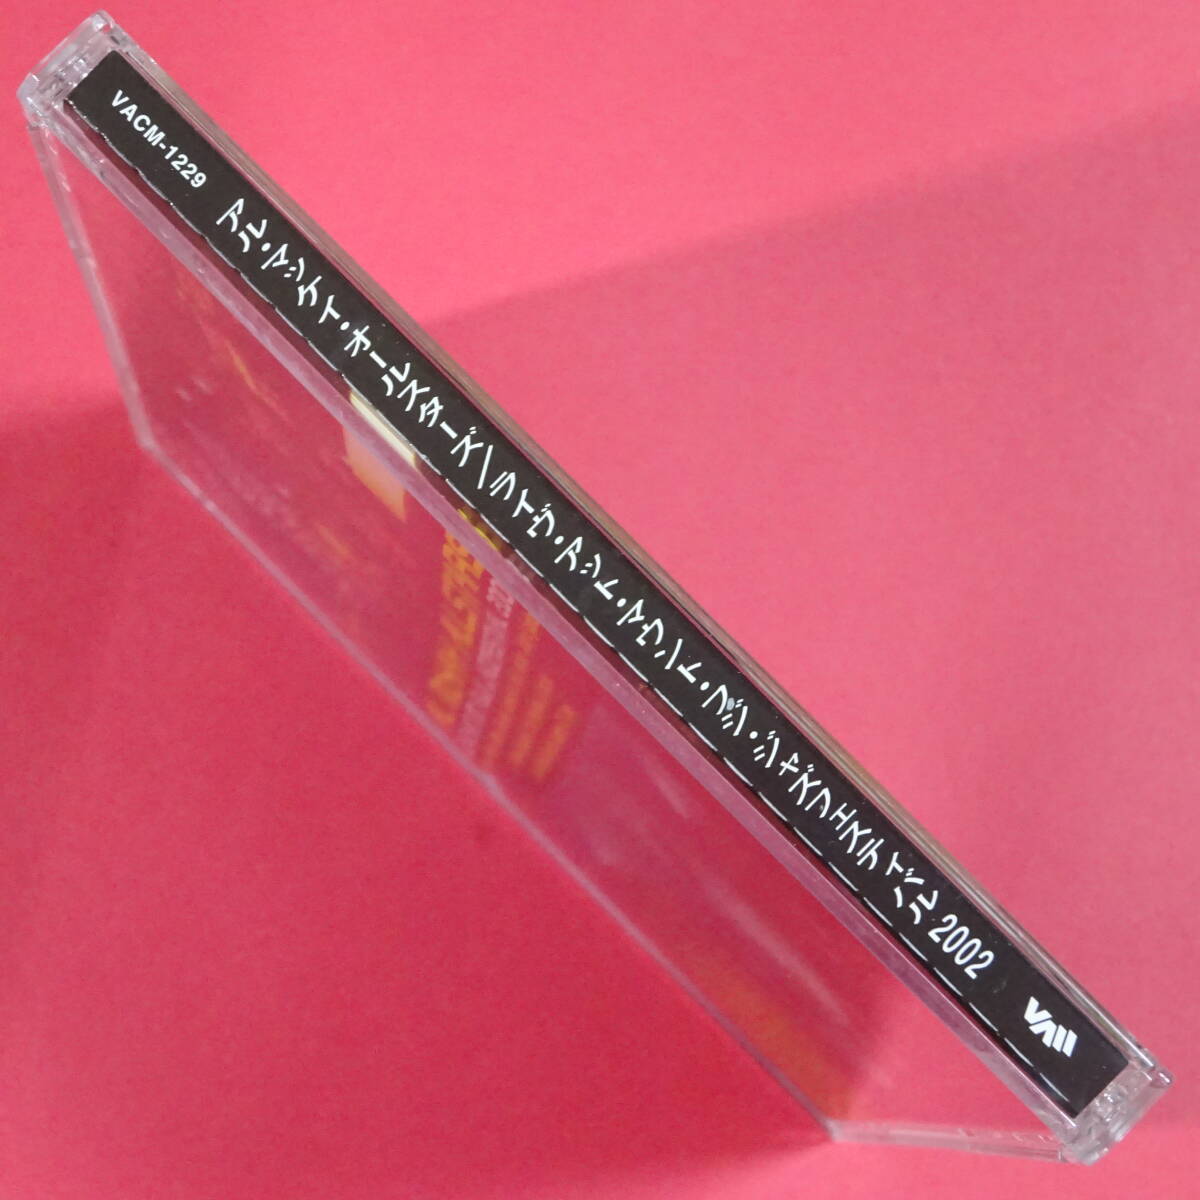 VACM-1229
アル・マッケイ・オールスターズ/ライヴ・アット・マウント・フジ・ジャズフェスティバル 2002
VAII